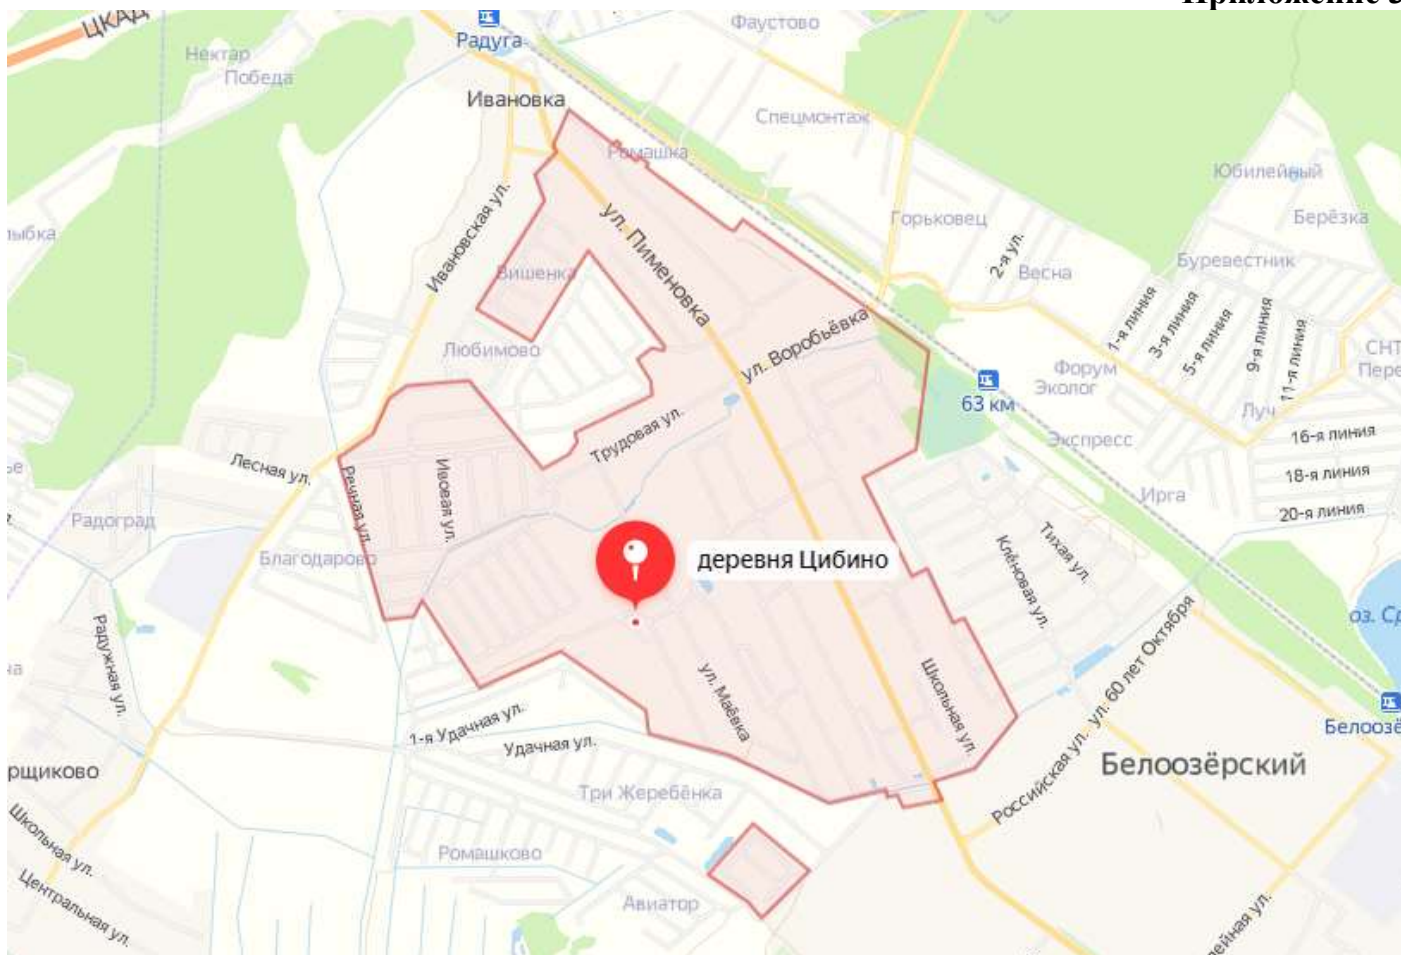 Приложение
ЦКАД
Фаустово
Радуга
Нектар
Победа
Ивановка
Спецмонтаж
Ромашка
Юбилейный
Горьковец
Берёзка
Ивановская ул.
ул. Пименовка
2-я ул.
Весна
Буревестник
Вишенка
1-я линия
3-я линия
5-я линия
9-я линия
11-я линия
ул. Воробьёвка
Любимово
СНТ
Форум
Эколог
63 км
Луч
Трудовая ул.
Экспресс
16-я линия
Лесная ул.
Речная ул.
Ивовая ул.
18-я линия
Ирга
20-я линия
Радоград
Благодарово
Тихая ул.
Клёновая ул.
деревня Цибино
Радужная ул.
ул. 60 лет Октября
оз.
ул. Маёвка
Школьная ул.
1-я Удачная ул.
Удачная ул.
Российская ул.
Белоозёрский
Три Жеребёнка
Школьная ул.
Ромашково
Центральная ул.
Авиатор